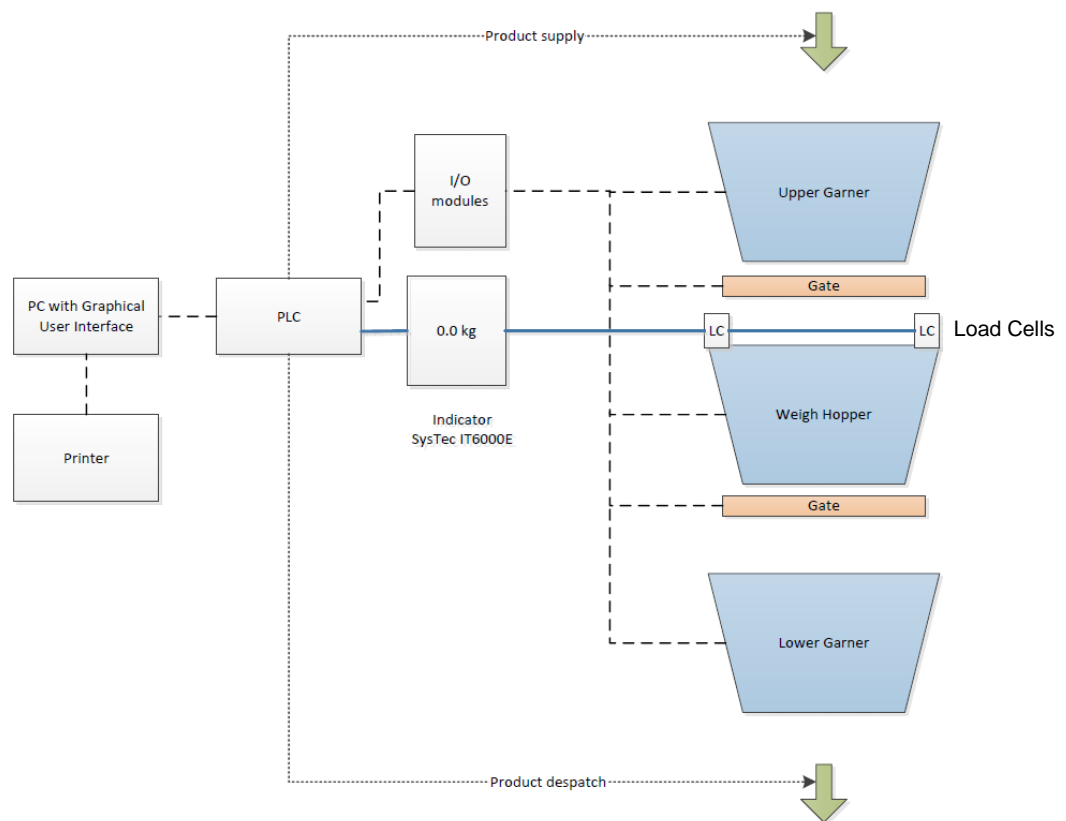 Product supply
I/O
modules
Upper Garner
Gate
PC with Graphical
User Interface
PLC
0.0 kg
LC
LC
Load Cells
Indicator
SysTec IT6000E
Weigh Hopper
Printer
Gate
Lower Garner
Product despatch